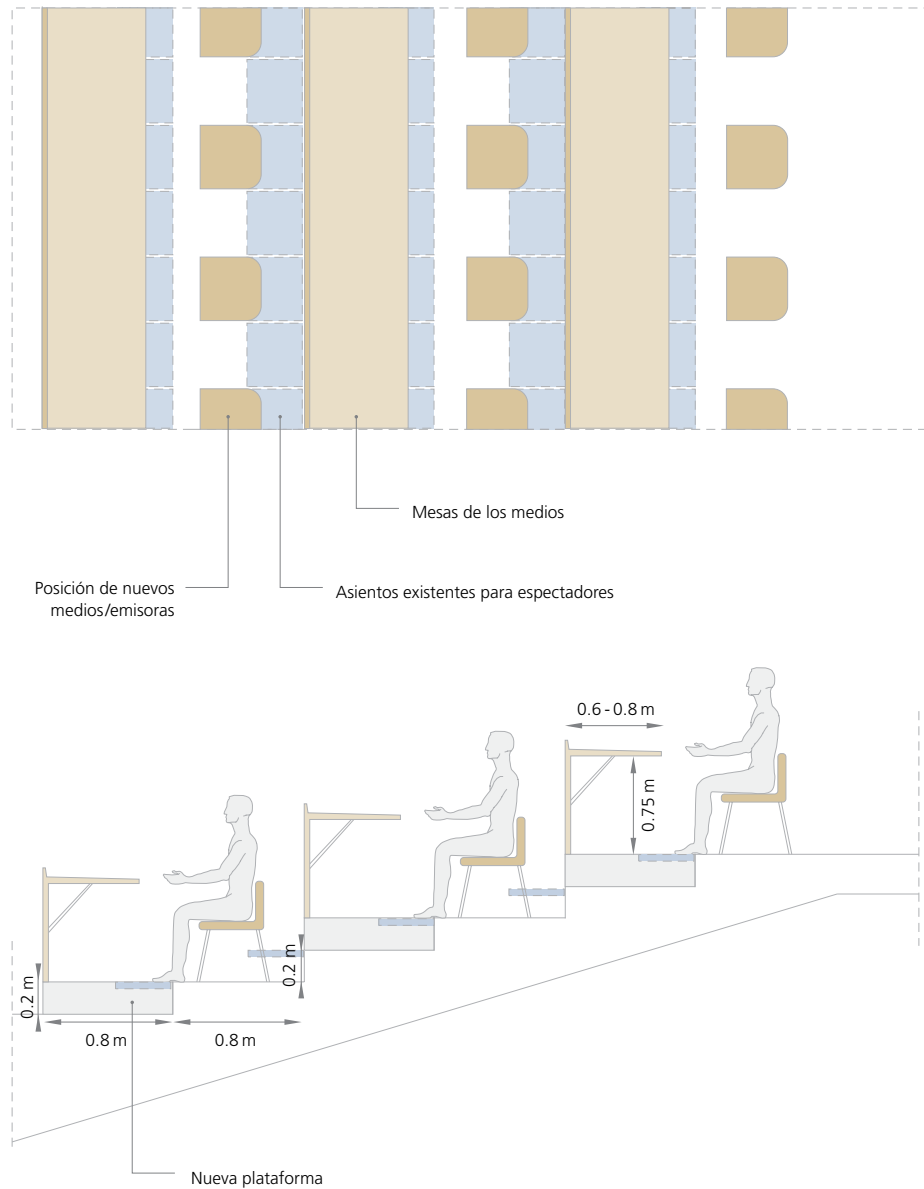 Mesas de los medios
Posición de nuevos
medios/emisoras
Asientos existentes para espectadores
0.6 - 0.8 m
0.75 m
0.2 m
0.2 m
0.8 m
0.8 m
Nueva plataforma